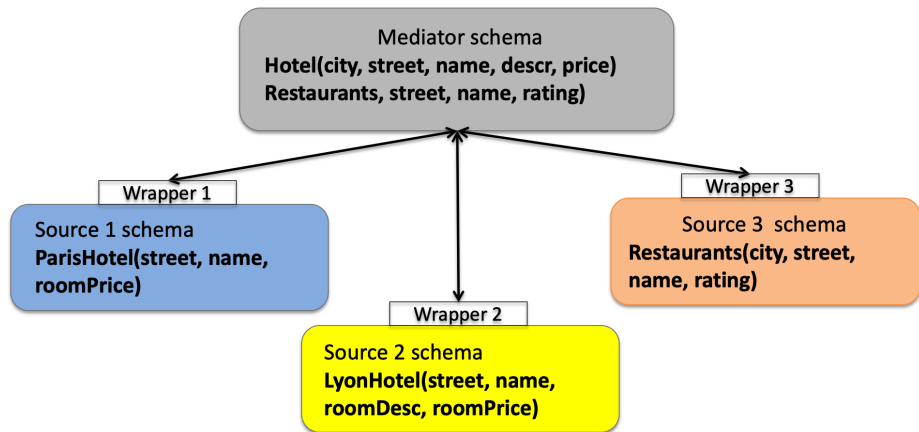 Mediator schema
Hotel(city, street, name, descr, price)
Restaurants, street, name, rating)
Wrapper 1
Source 1 schema
ParisHotel(street, name,
roomPrice)
Wrapper 2
Source 2 schema
LyonHotel(street, name,
roomDesc, roomPrice)
Wrapper 3
Source 3 schema
Restaurants(city, street,
name, rating)